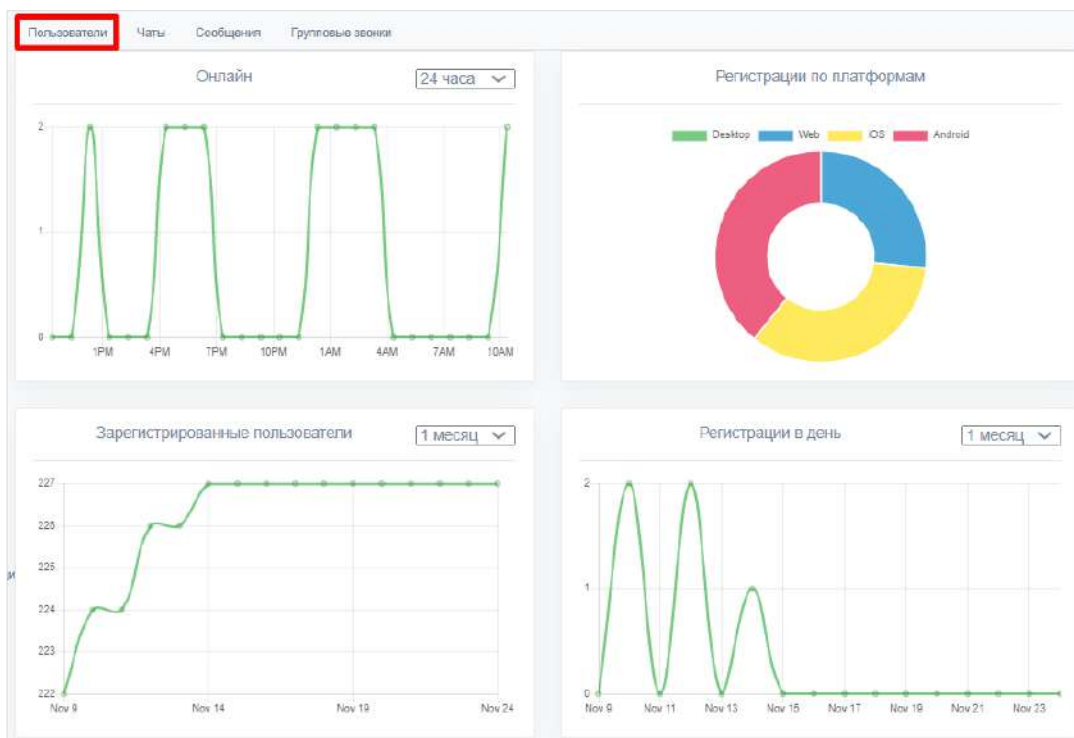 Пользователи Чаты Сообщения Групповые звонки
Онлайн
24 часа
2
1
0
1PM 4PM 7PM 10PM 1AM 4AM 7AM 10AM
Регистрации по платформам
Desktop Web iOS Android
Зарегистрированные пользователи
1 месяц
227
226
225
224
223
222
Nov 9 Nov 14 Nov 19 Nov 24
Регистрации в день
1 месяц
2
1
0
Nov 9 Nov 11 Nov 13 Nov 15 Nov 17 Nov 19 Nov 21 Nov 23